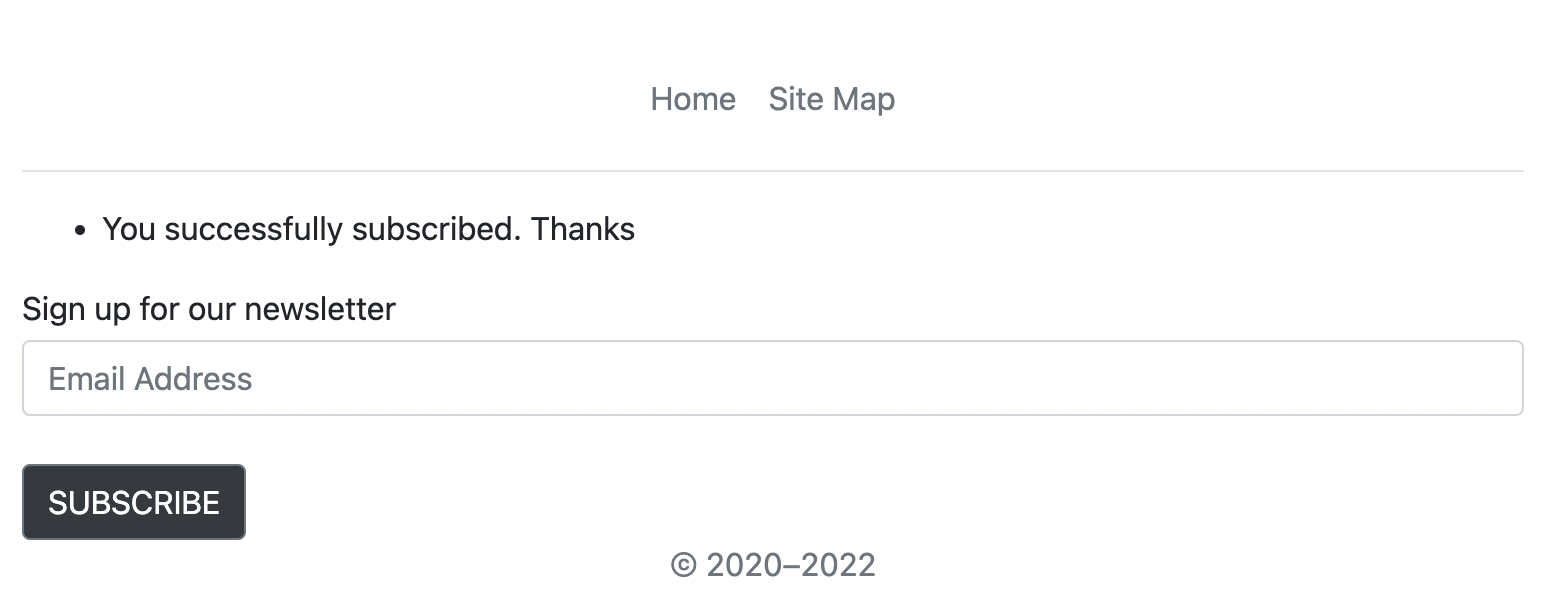 Home Site Map
• You successfully subscribed. Thanks
Sign up for our newsletter
Email Address
SUBSCRIBE
© 2020–2022